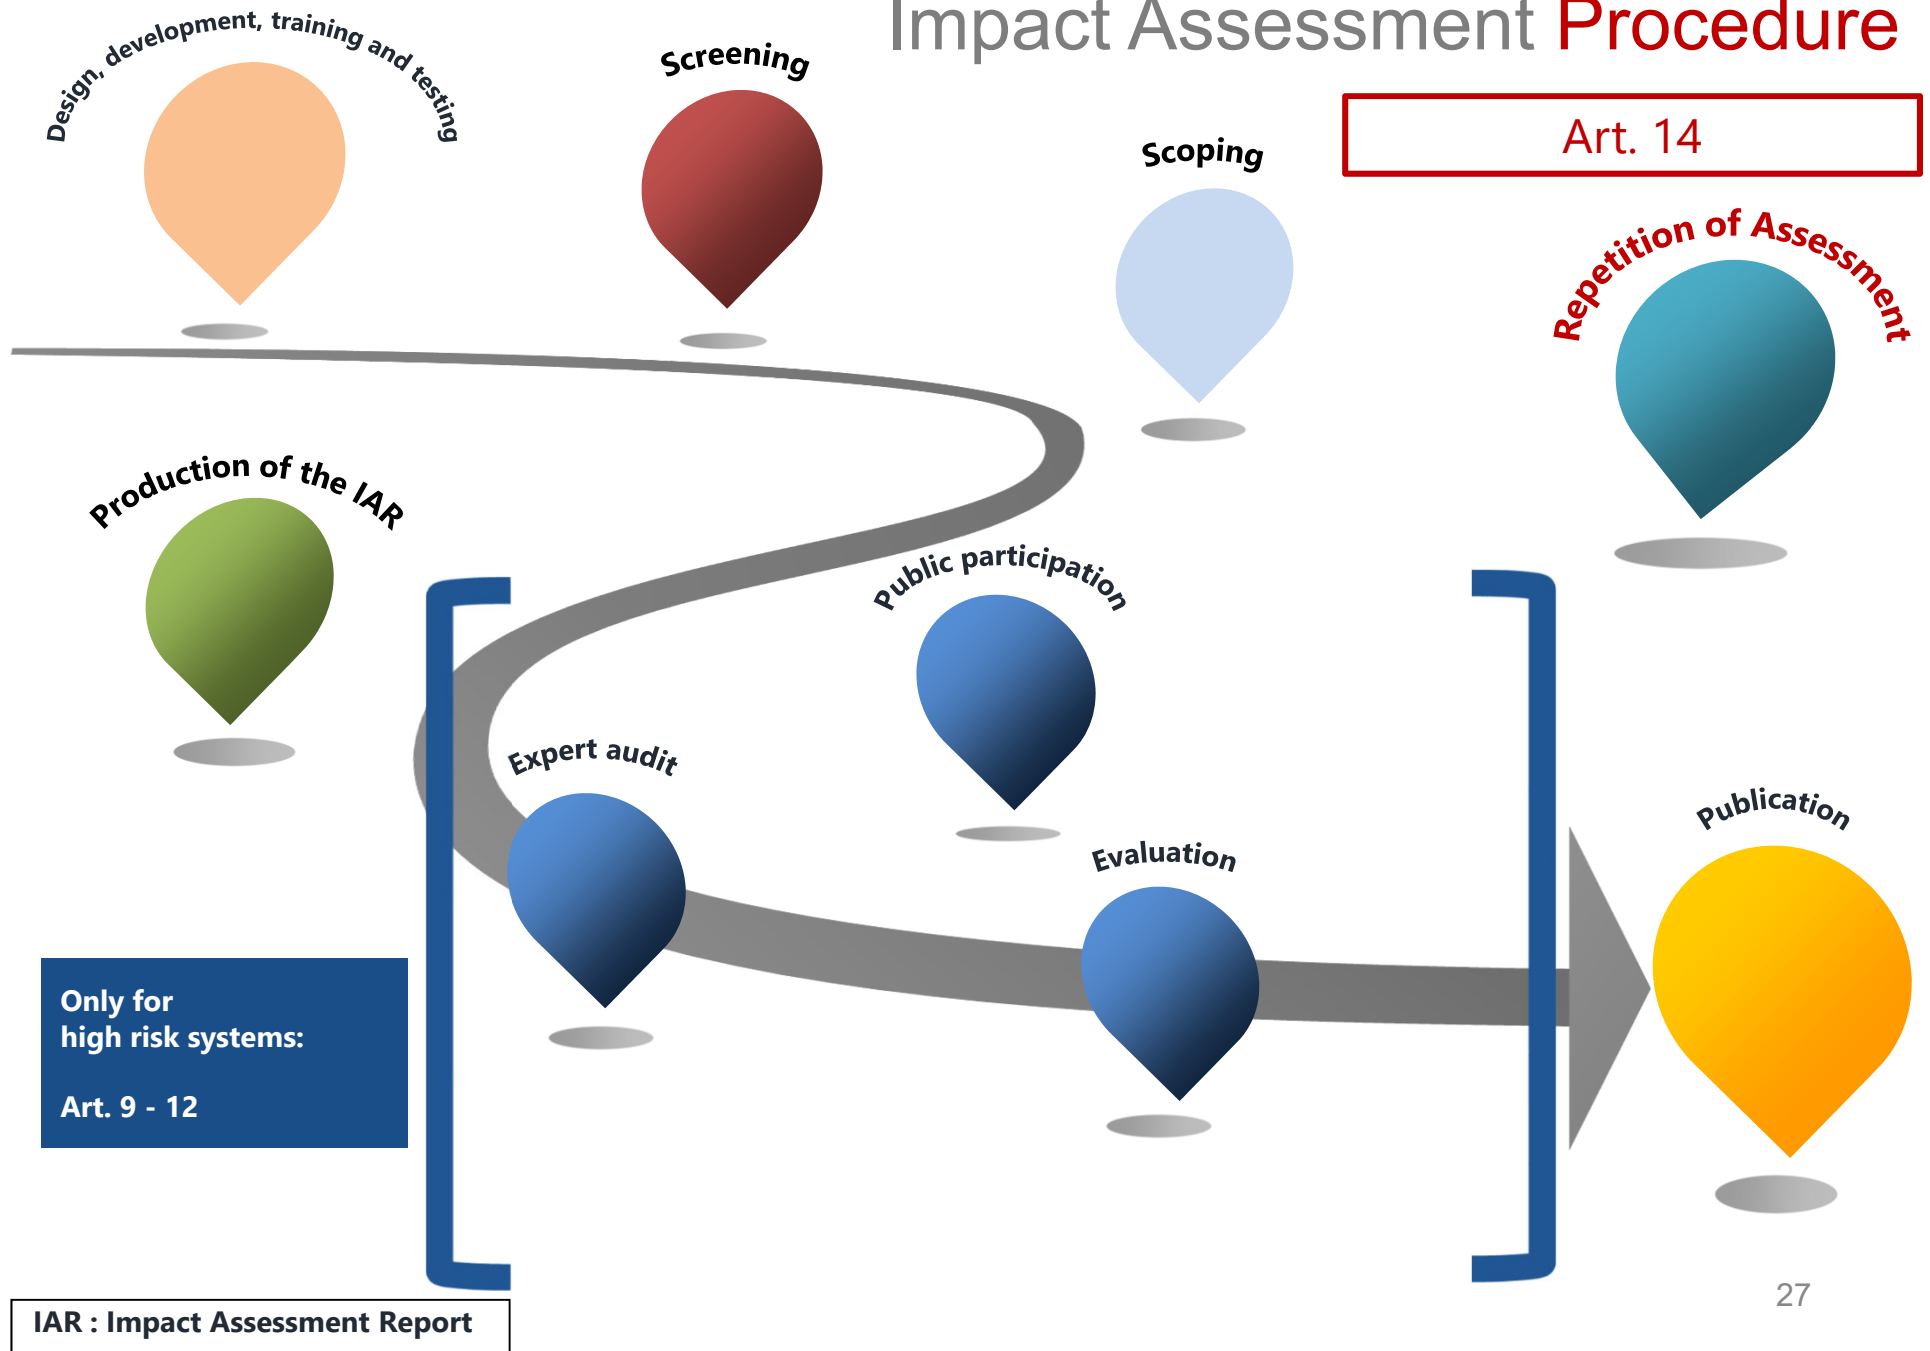 Impact Assessment Procedure
Art. 14
Design, development, training and testing
Screening
Scoping
Repetition of Assessment
Production of the IAR
Public participation
Expert audit
Evaluation
Publication
Only for
high risk systems:
Art. 9 - 12
IAR : Impact Assessment Report
27